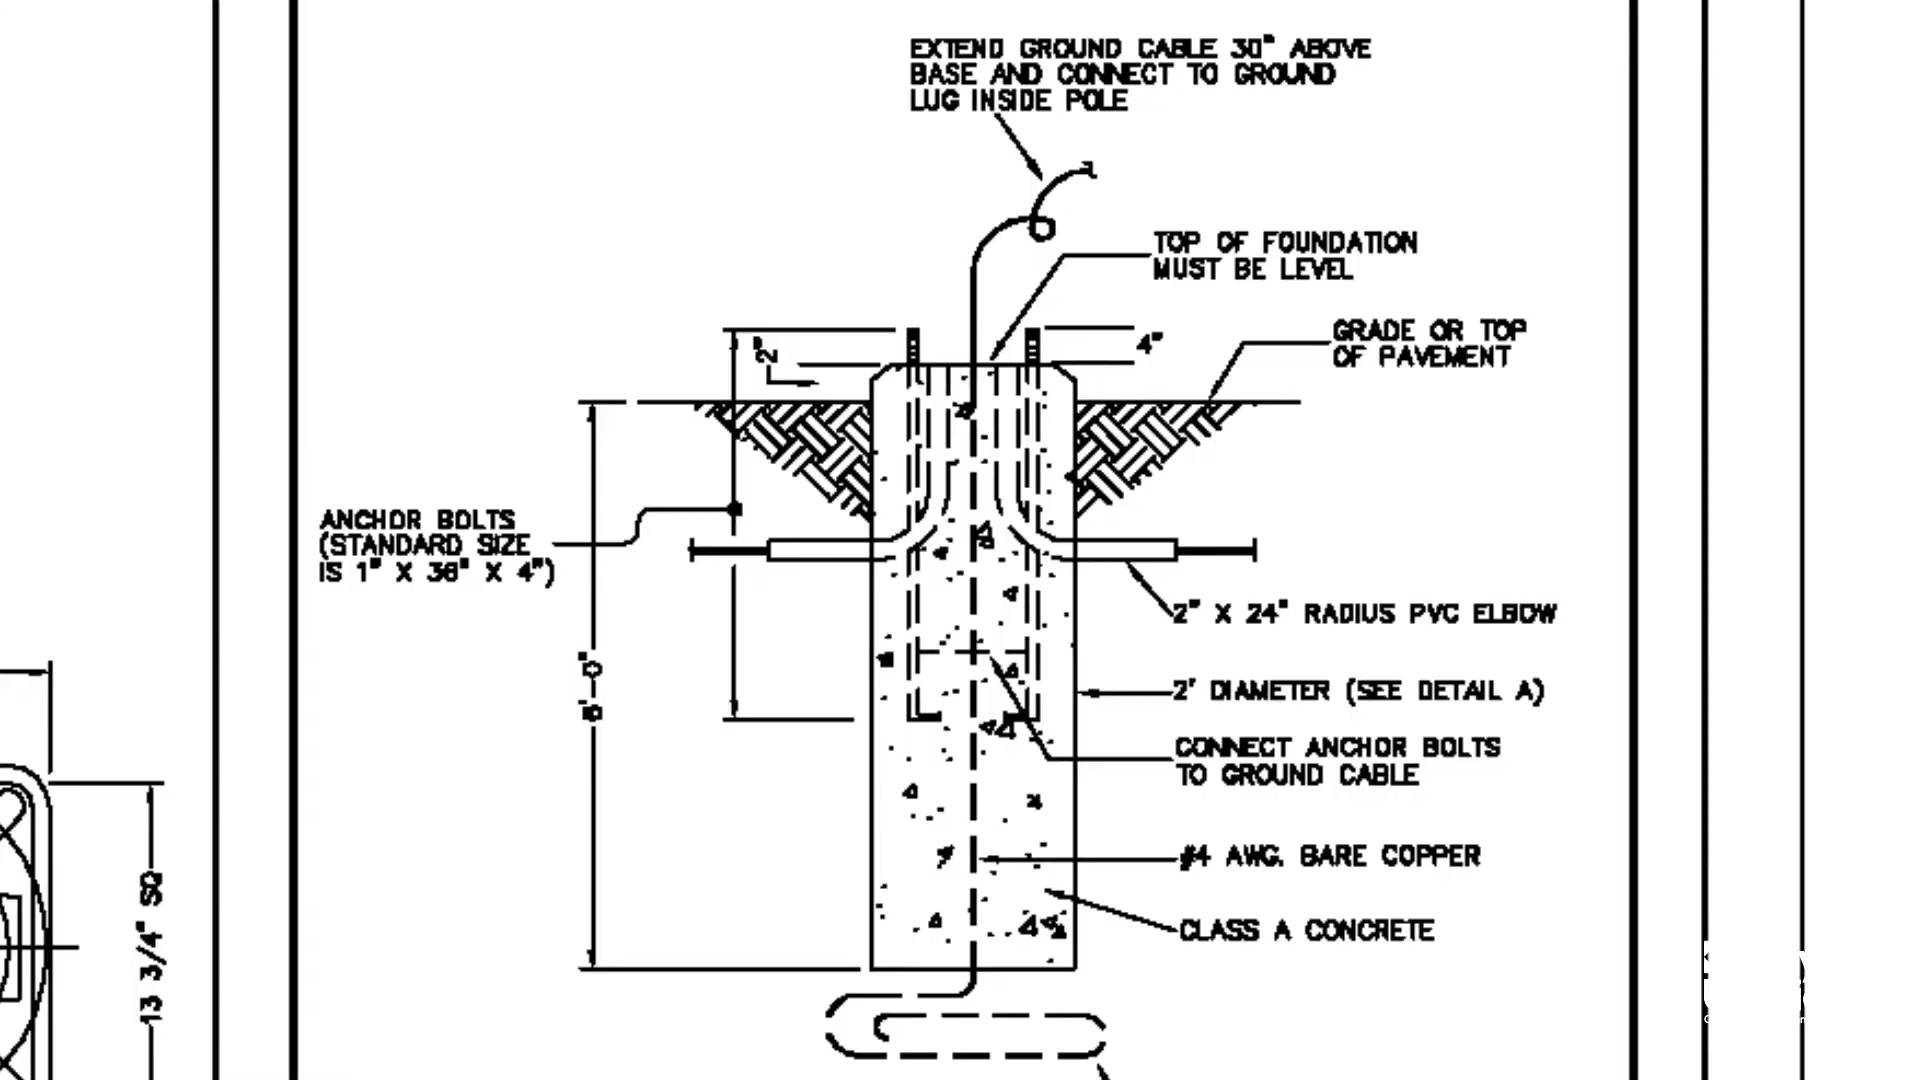 EXTEND GROUND CABLE 30" ABOVE
BASE AND CONNECT TO GROUND
LUG INSIDE POLE
TOP OF FOUNDATION
MUST BE LEVEL
GRADE OR TOP
OF PAVEMENT
2"
4"
ANCHOR BOLTS
(STANDARD SIZE
IS 1" X 36" X 4")
2" X 24" RADIUS PVC ELBOW
2' DIAMETER (SEE DETAIL A)
CONNECT ANCHOR BOLTS
TO GROUND CABLE
#4 AWG. BARE COPPER
CLASS A CONCRETE
13 3/4" SQ